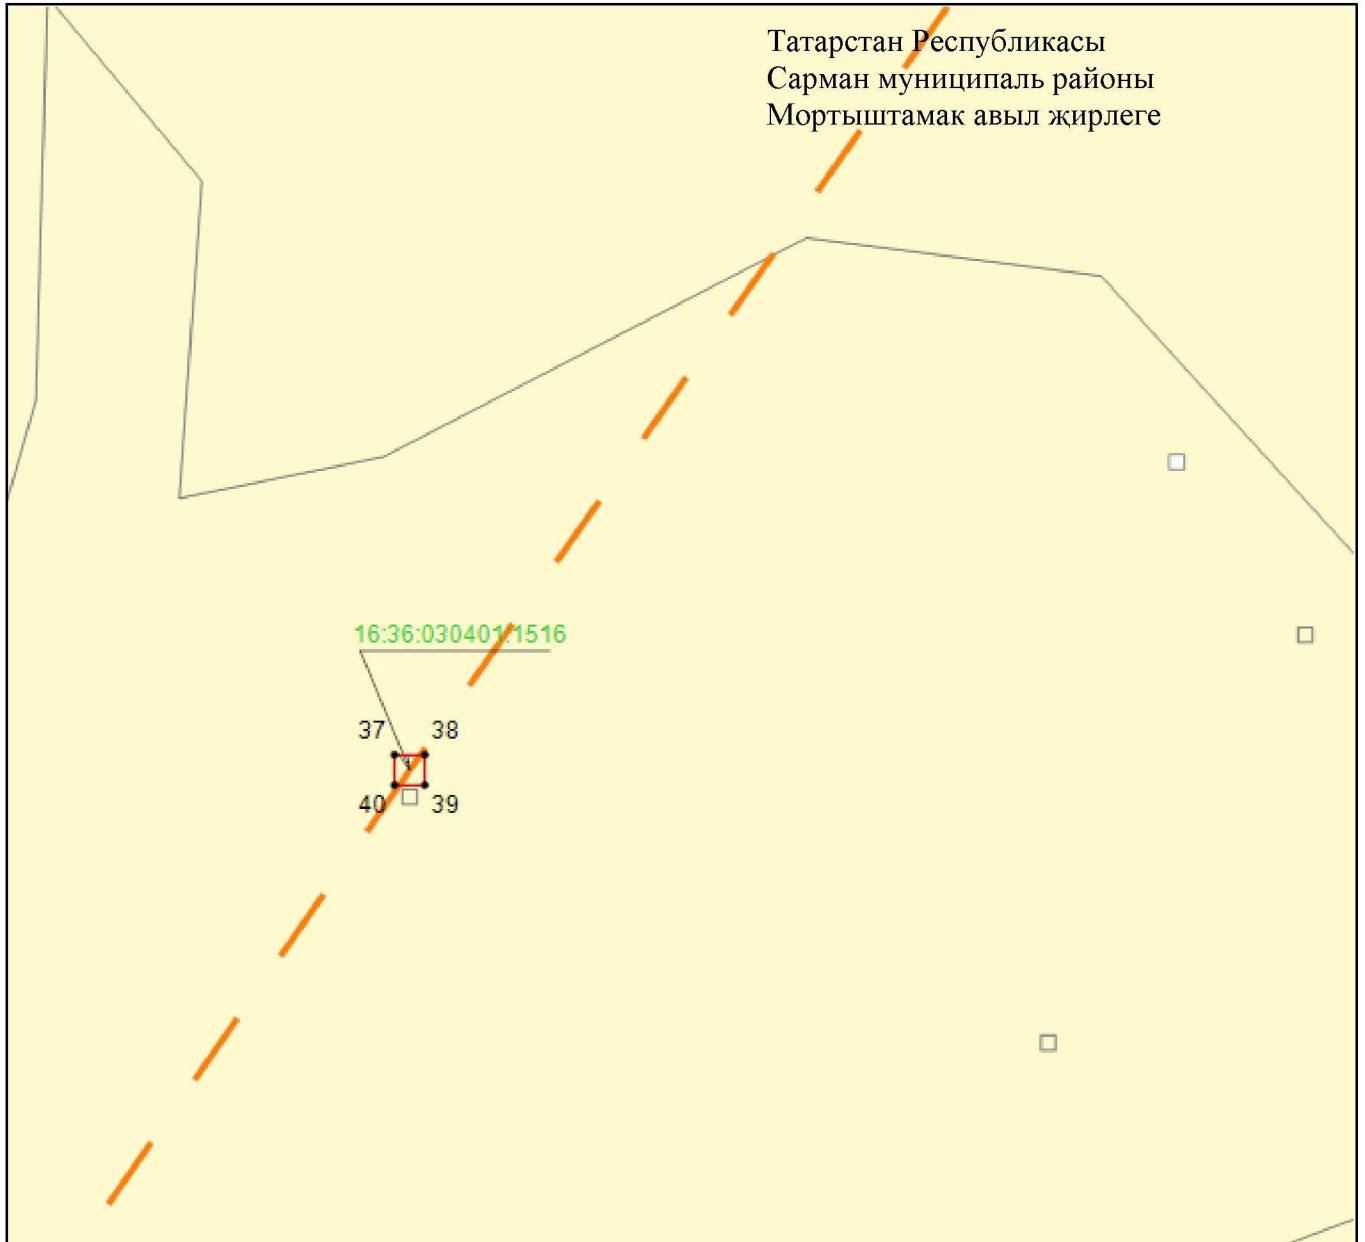 Татарстан Республикасы
Сарман муниципаль районы
Мортыштамак авыл җирлеге
16:36:030401:1516
37 38
40 39